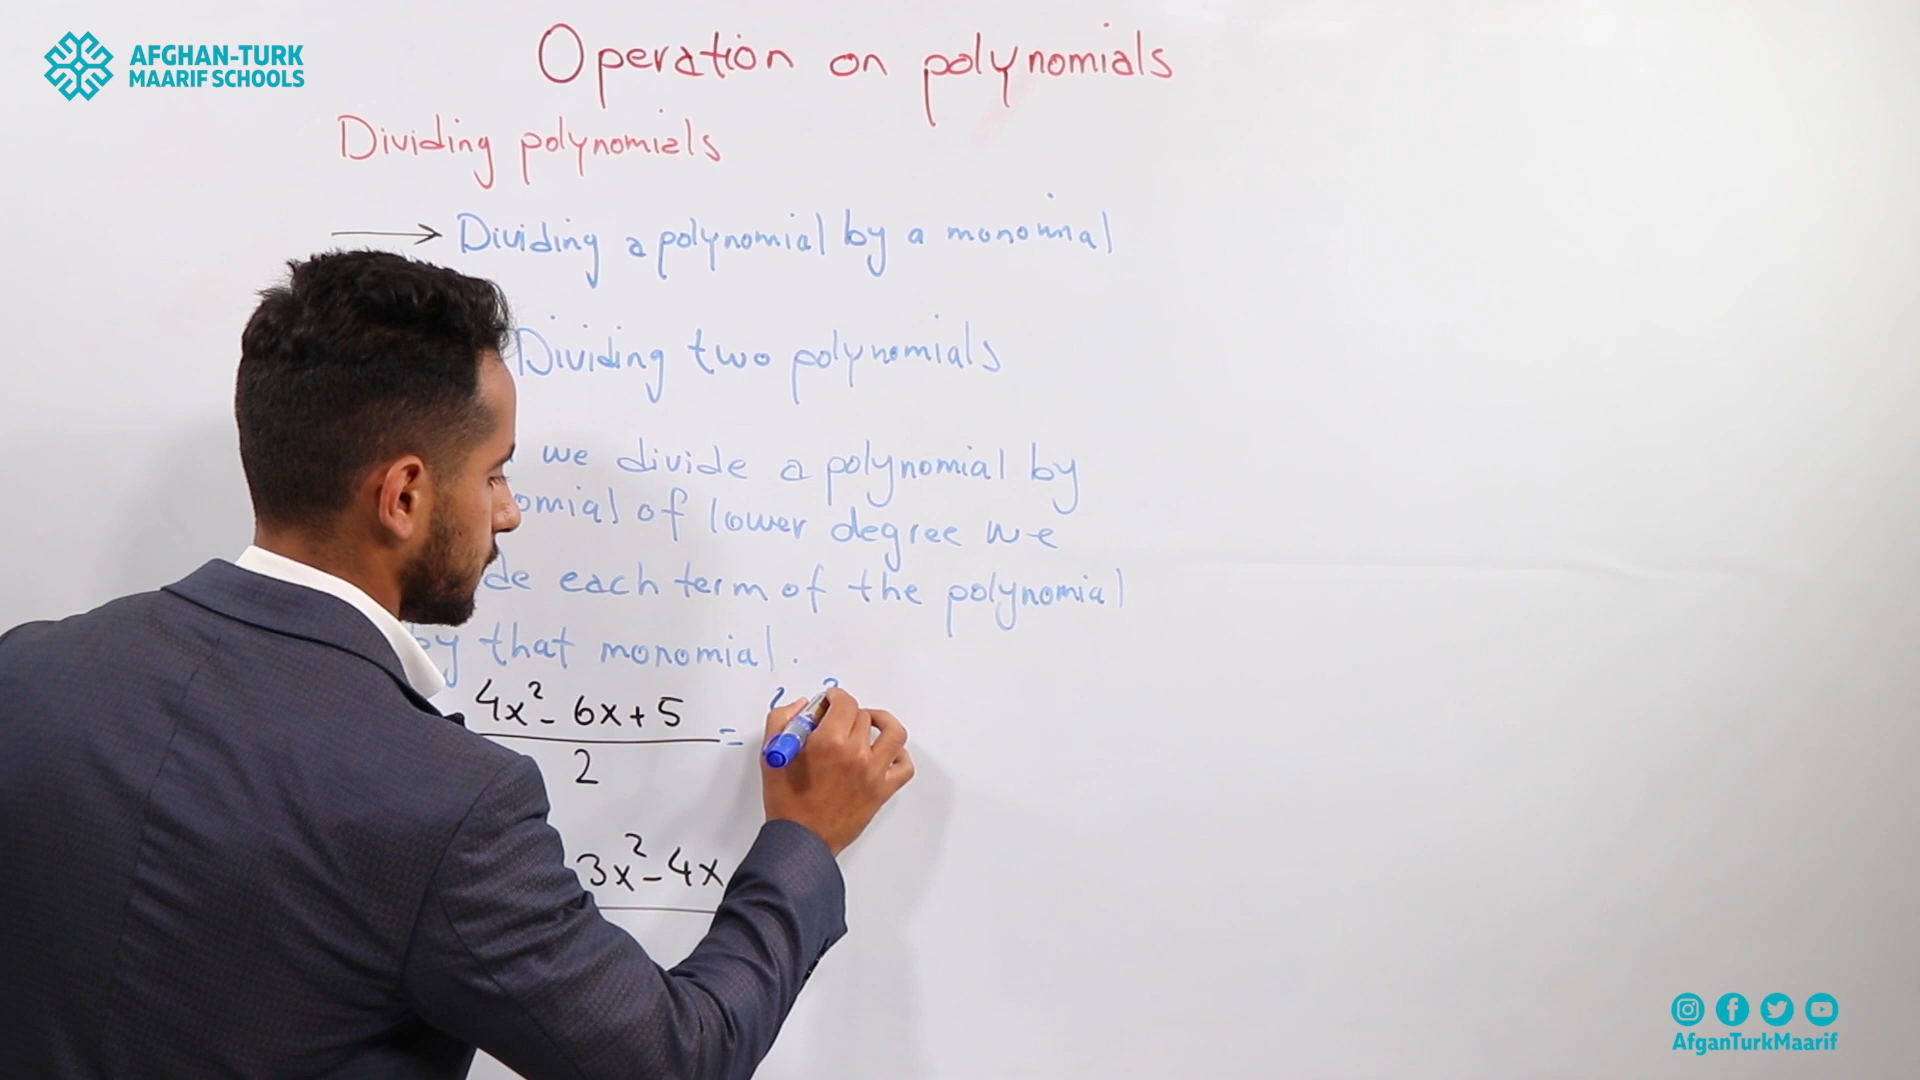 AFGHAN-TURK
MAARIF SCHOOLS
Operation on polynomials
Dividing polynomials
→ Dividing a polynomial by a monomial
Dividing two polynomials
we divide a polynomial by
of lower degree we
each term of the polynomial
by that monomial.
4x² - 6x + 5
=
2
3x² - 4x
AfganTurkMaarif